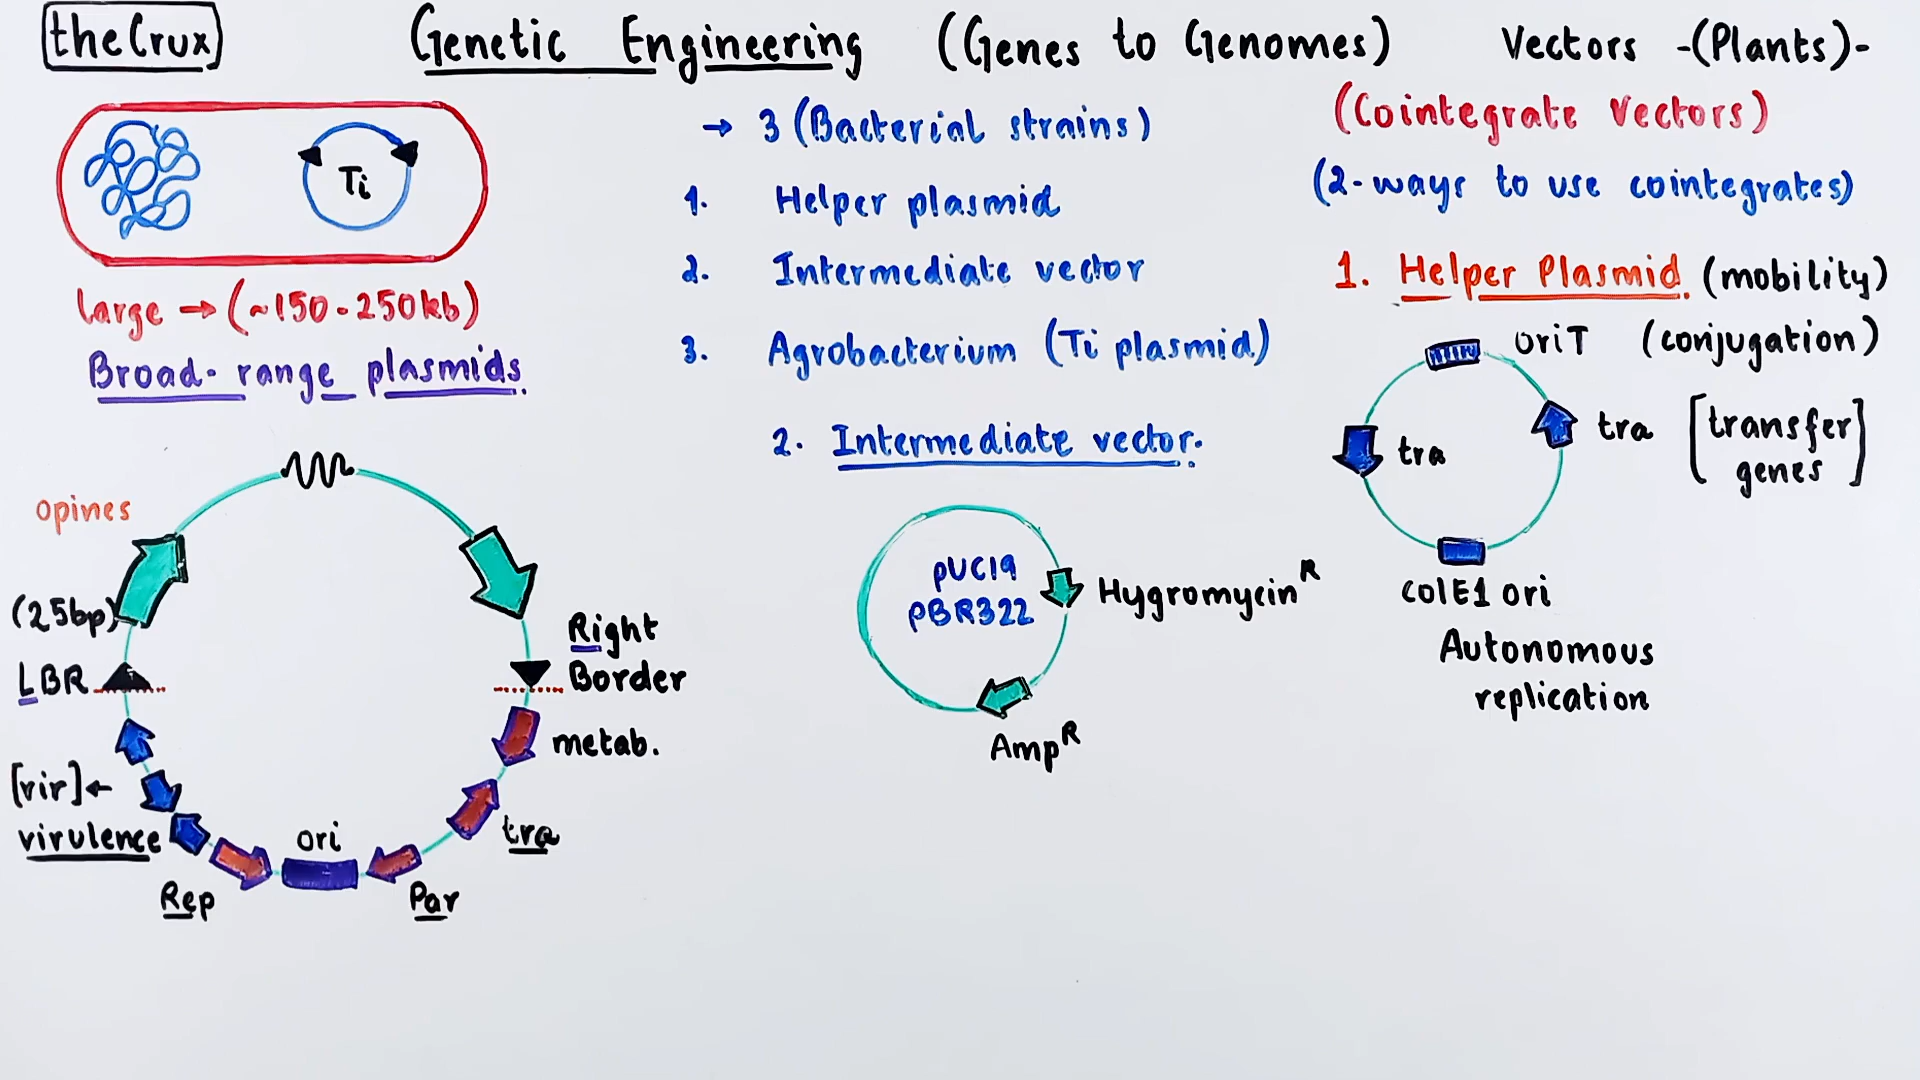 theCrux
Genetic Engineering (Genes to Genomes) Vectors -(Plants)-
Ti
Large → (~150-250kb)
Broad-range plasmids.
opines
(25bp)
LBR
[vir]←
virulence
Rep
ori
Par
tra
metab.
Right
Border
→ 3 (Bacterial strains)
1. Helper plasmid
2. Intermediate vector
3. Agrobacterium (Ti plasmid)
2. Intermediate vector.
pUC19
pBR322
Hygromycin^R
Amp^R
(Cointegrate Vectors)
(2-ways to use cointegrates)
1. Helper Plasmid. (mobility)
oriT (conjugation)
tra
tra [transfer
genes]
colE1 ori
Autonomous
replication